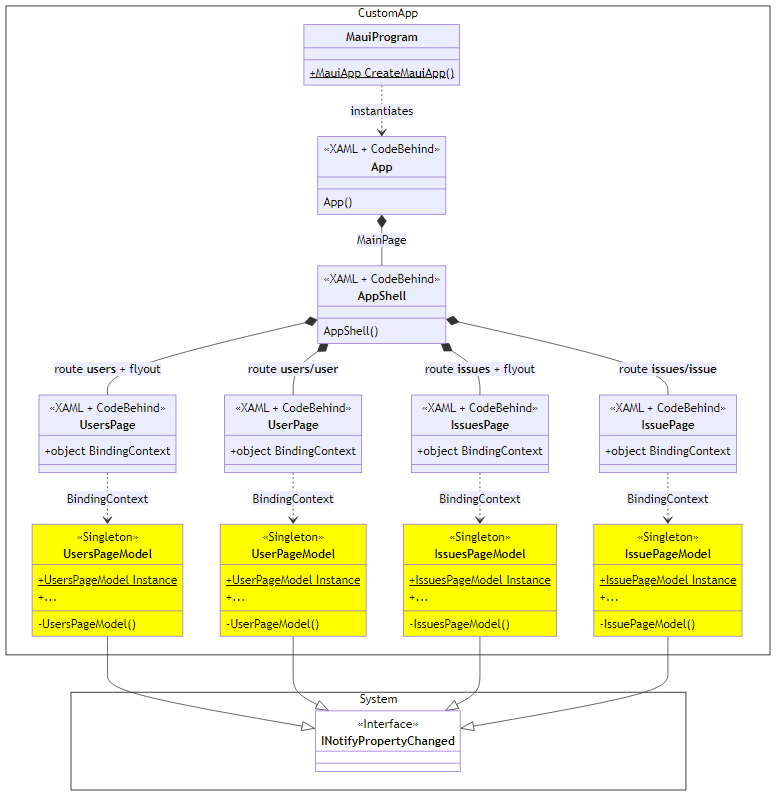 CustomApp
MauiProgram
+MauiApp CreateMauiApp()
instantiates
«XAML + CodeBehind»
App
App()
MainPage
«XAML + CodeBehind»
AppShell
AppShell()
route users + flyout
route users/user
route issues + flyout
route issues/issue
«XAML + CodeBehind»
UsersPage
+object BindingContext
«XAML + CodeBehind»
UserPage
+object BindingContext
«XAML + CodeBehind»
IssuesPage
+object BindingContext
«XAML + CodeBehind»
IssuePage
+object BindingContext
BindingContext
BindingContext
BindingContext
BindingContext
«Singleton»
UsersPageModel
+UsersPageModel Instance
+...
-UsersPageModel()
«Singleton»
UserPageModel
+UserPageModel Instance
+...
-UserPageModel()
«Singleton»
IssuesPageModel
+IssuesPageModel Instance
+...
-IssuesPageModel()
«Singleton»
IssuePageModel
+IssuePageModel Instance
+...
-IssuePageModel()
System
«Interface»
INotifyPropertyChanged